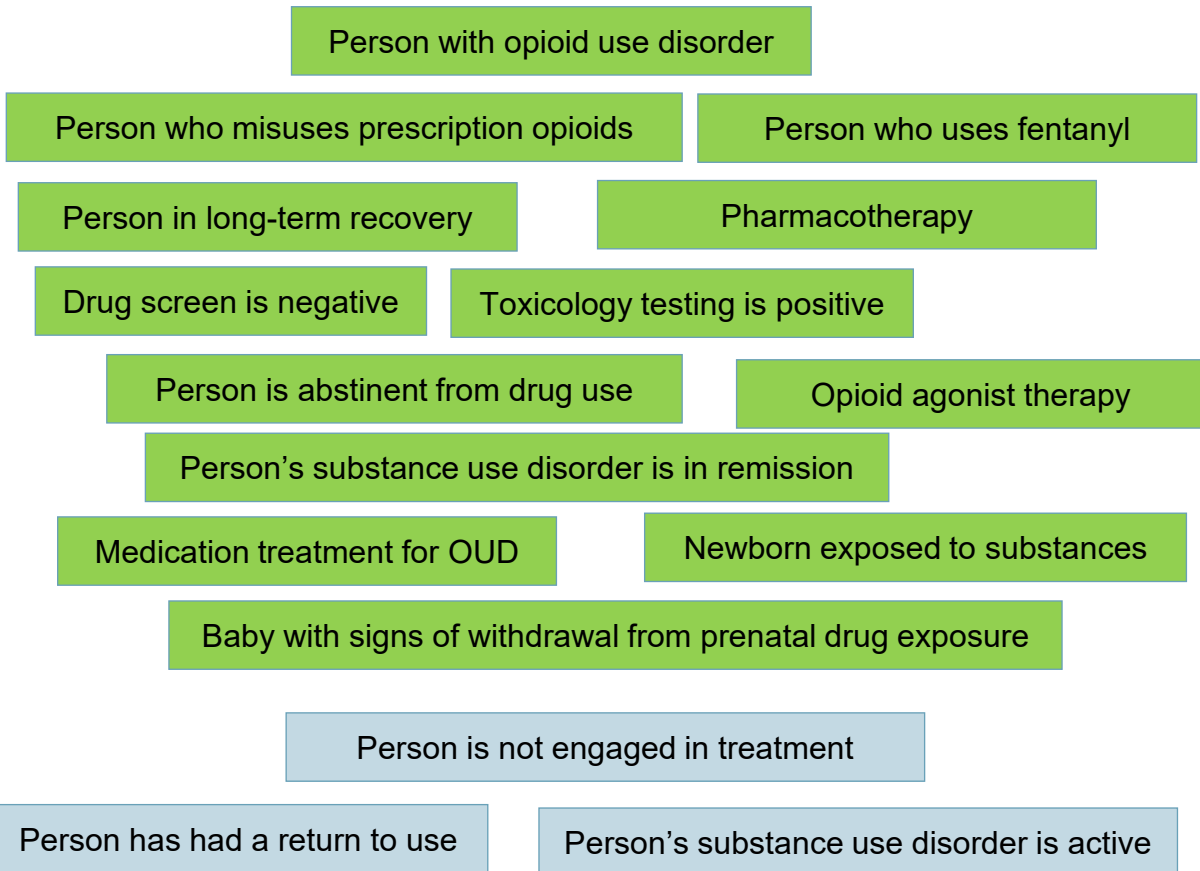 Person with opioid use disorder
Person who misuses prescription opioids
Person who uses fentanyl
Person in long-term recovery
Pharmacotherapy
Drug screen is negative
Toxicology testing is positive
Person is abstinent from drug use
Opioid agonist therapy
Person’s substance use disorder is in remission
Medication treatment for OUD
Newborn exposed to substances
Baby with signs of withdrawal from prenatal drug exposure
Person is not engaged in treatment
Person has had a return to use
Person’s substance use disorder is active